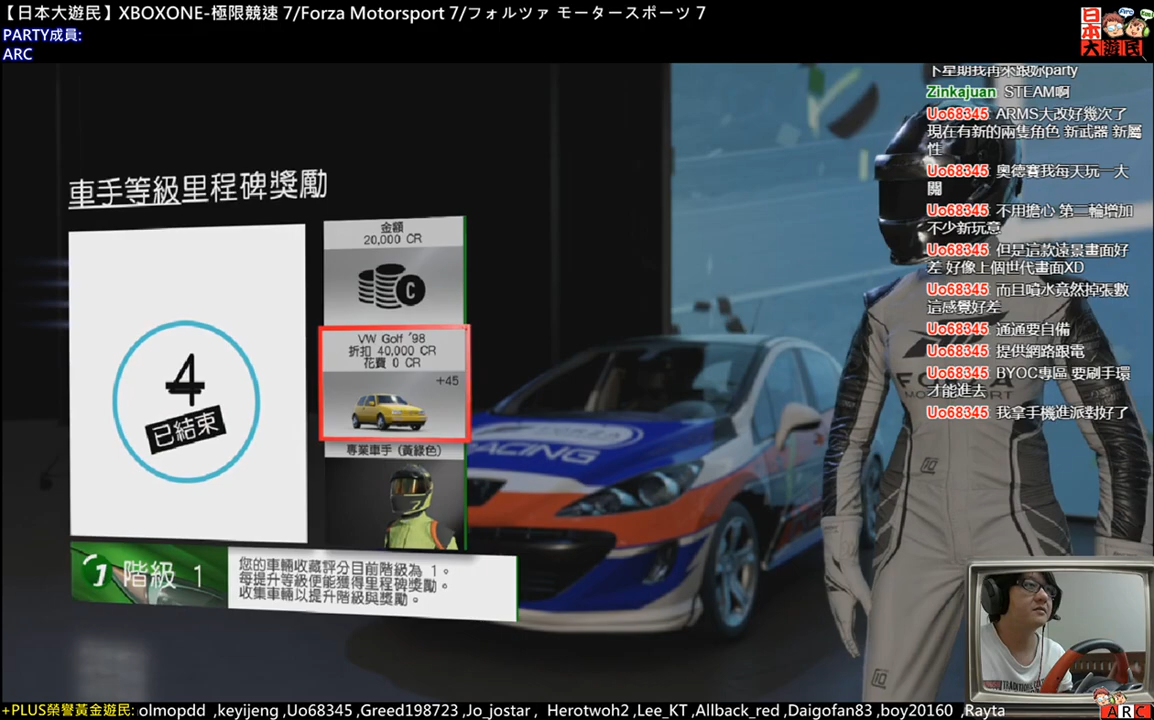 【日本大遊民】XBOXONE-極限競速 7/Forza Motorsport 7/フォルツァ モータースポーツ 7
PARTY成員:
ARC
日本
大遊民
車手等級里程碑獎勵
4
已結束
金額
20,000 CR
C
VW Golf '98
折扣 40,000 CR
花費 0 CR
+45
專業車手 (黃綠色)
1 階級 1
您的車輛收藏評分目前階級為 1。
每提升等級便能獲得里程碑獎勵。
收集車輛以提升階級與獎勵。
RACING
FORZA
MOTORSPORT
下星期我再來跟妳party
Zinkajuan STEAM啊
Uo68345: ARMS大改好幾次了
現在有新的兩隻角色 新武器 新屬
性
Uo68345: 奧德賽我每天玩一大
關
Uo68345: 不用擔心 第二輪增加
不少新玩意
Uo68345: 但是這款遠景畫面好
差 好像上個世代畫面XD
Uo68345: 而且噴水竟然掉張數
這感覺好差
Uo68345: 通通要自備
Uo68345: 提供網路跟電
Uo68345: BYOC專區 要刷手環
才能進去
Uo68345: 我拿手機進派對好了
ARC
+PLUS榮譽黃金遊民: olmopdd ,keyijeng ,Uo68345 ,Greed198723 ,Jo_jostar , Herotwoh2 ,Lee_KT ,Allback_red ,Daigofan83 ,boy20160 ,Rayta